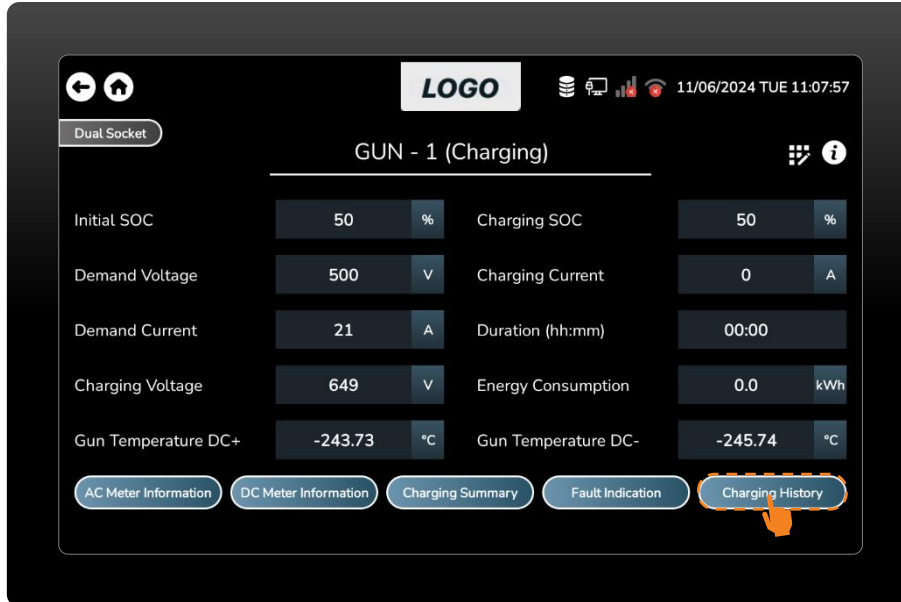 LOGO
11/06/2024 TUE 11:07:57
Dual Socket
GUN - 1 (Charging)
i
Initial SOC 50 % Charging SOC 50 %
Demand Voltage 500 V Charging Current 0 A
Demand Current 21 A Duration (hh:mm) 00:00
Charging Voltage 649 V Energy Consumption 0.0 kWh
Gun Temperature DC+ -243.73 °C Gun Temperature DC- -245.74 °C
AC Meter Information DC Meter Information Charging Summary Fault Indication Charging History